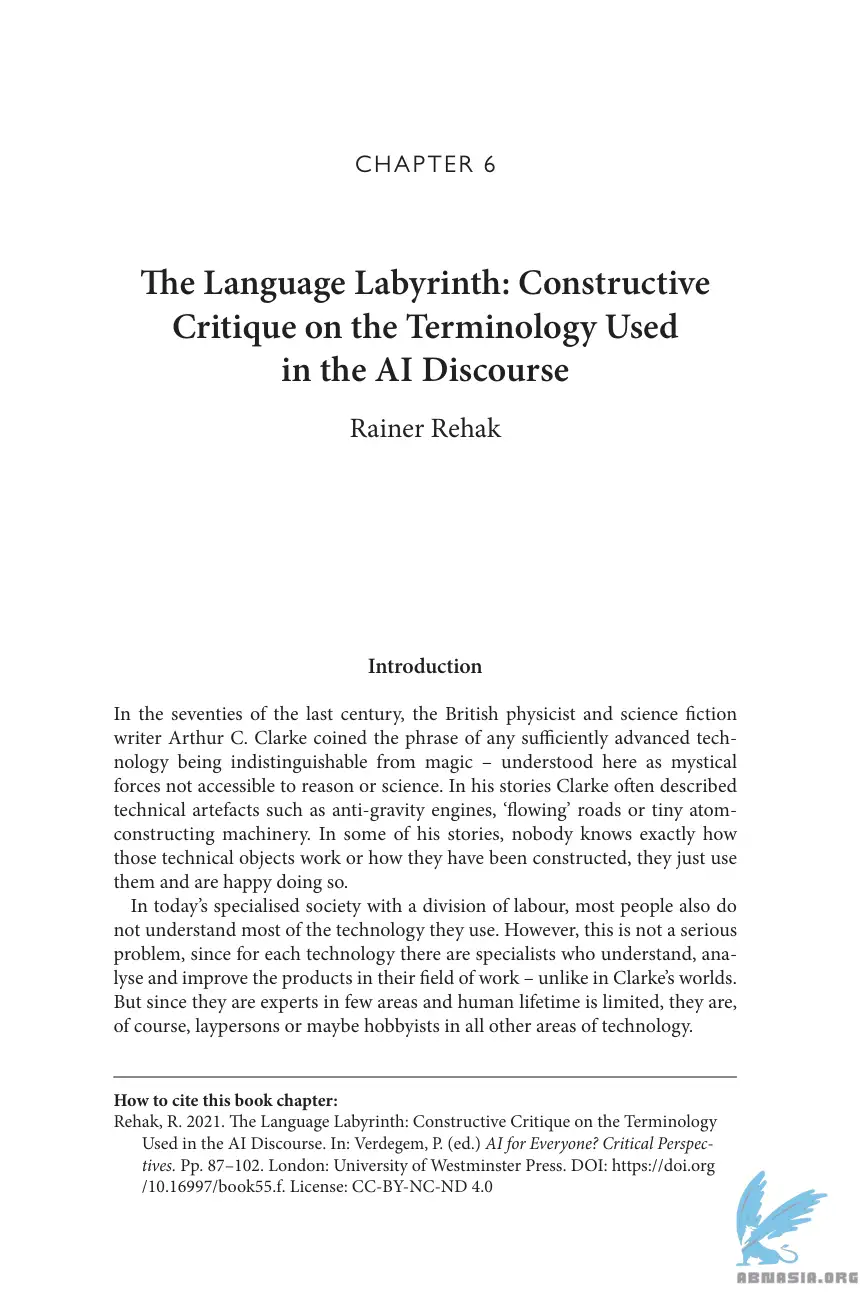 CHAPTER 6
The Language Labyrinth: Constructive
Critique on the Terminology Used
in the AI Discourse
Rainer Rehak
Introduction
In the seventies of the last century, the British physicist and science fiction
writer Arthur C. Clarke coined the phrase of any sufficiently advanced tech-
nology being indistinguishable from magic – understood here as mystical
forces not accessible to reason or science. In his stories Clarke often described
technical artefacts such as anti-gravity engines, ‘flowing’ roads or tiny atom-
constructing machinery. In some of his stories, nobody knows exactly how
those technical objects work or how they have been constructed, they just use
them and are happy doing so.
In today’s specialised society with a division of labour, most people also do
not understand most of the technology they use. However, this is not a serious
problem, since for each technology there are specialists who understand, ana-
lyse and improve the products in their field of work – unlike in Clarke’s worlds.
But since they are experts in few areas and human lifetime is limited, they are,
of course, laypersons or maybe hobbyists in all other areas of technology.
How to cite this book chapter:
Rehak, R. 2021. The Language Labyrinth: Constructive Critique on the Terminology
Used in the AI Discourse. In: Verdegem, P. (ed.) AI for Everyone? Critical Perspec-
tives. Pp. 87–102. London: University of Westminster Press. DOI: https://doi.org
/10.16997/book55.f. License: CC-BY-NC-ND 4.0
ABNASIA.ORG